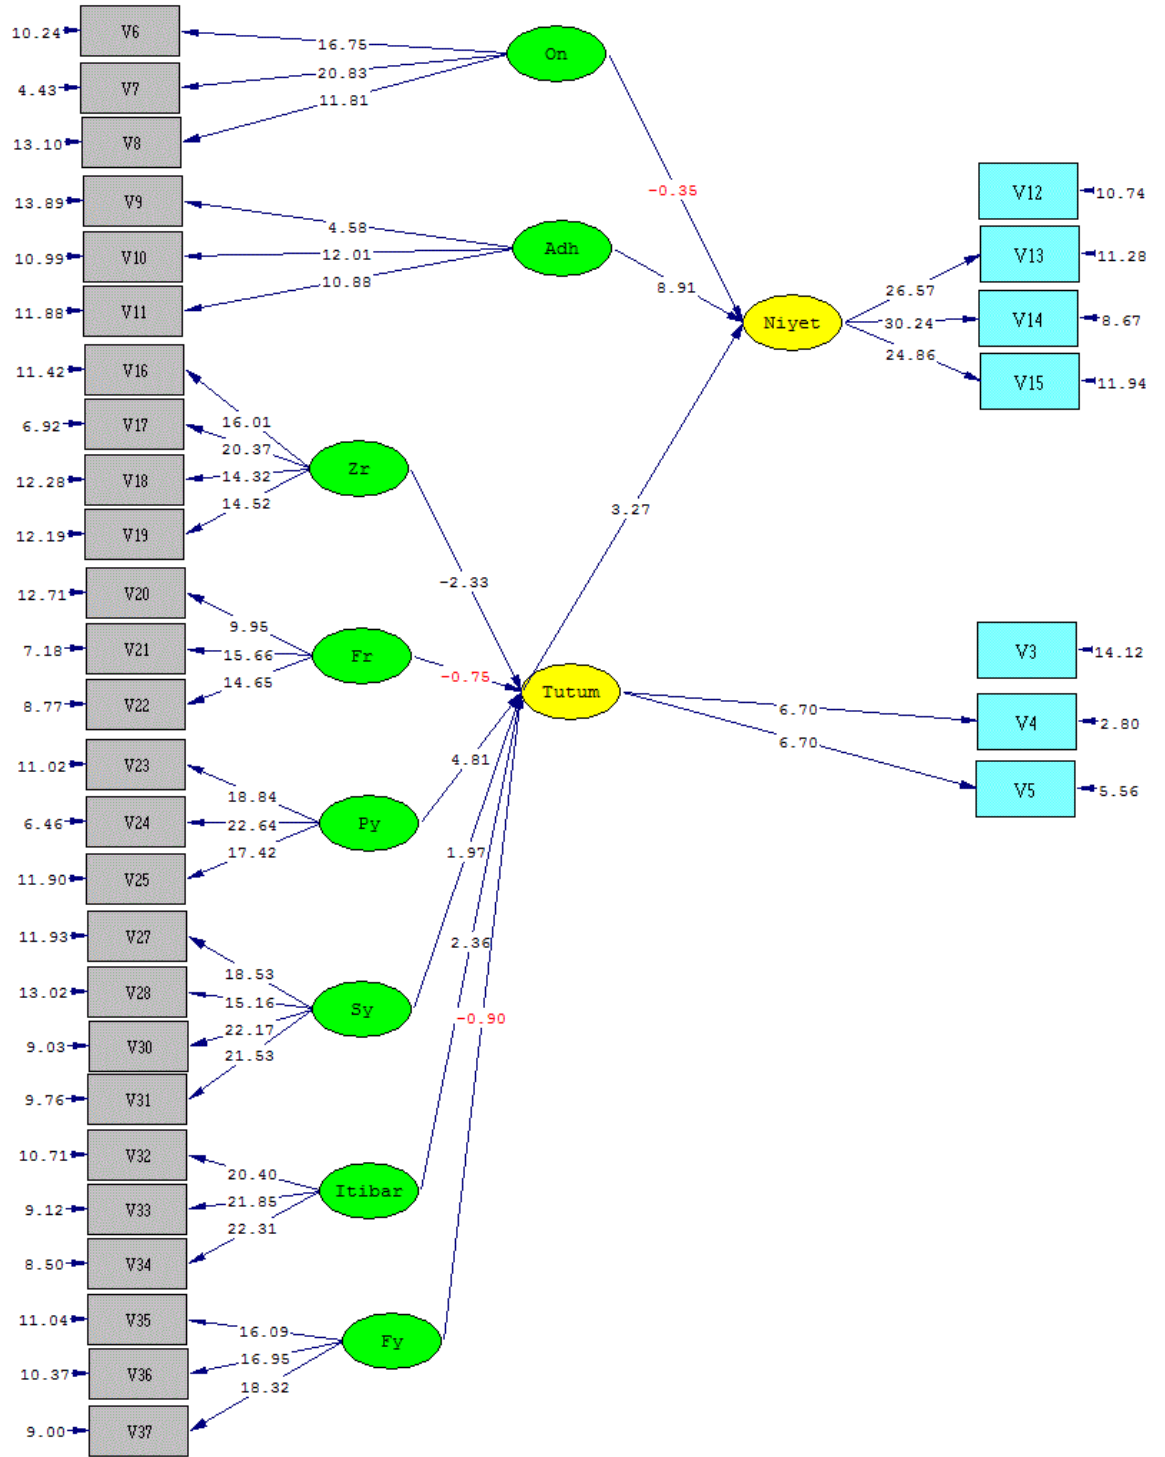 10.24 V6 16.75 On
4.43 V7 20.83
13.10 V8 11.81
-0.35
13.89 V9 4.58 Adh
10.99 V10 12.01
11.88 V11 10.88
8.91
Niyet
V12 10.74
26.57 V13 11.28
30.24 V14 8.67
24.86 V15 11.94
11.42 V16 16.01
6.92 V17 20.37 Zr
12.28 V18 14.32
12.19 V19 14.52
3.27
-2.33
12.71 V20 9.95
7.18 V21 15.66 Fr -0.75
8.77 V22 14.65
Tutum
V3 14.12
6.70 V4 2.80
6.70 V5 5.56
11.02 V23 18.84
6.46 V24 22.64 Py 4.81
11.90 V25 17.42
1.97
11.93 V27 18.53
13.02 V28 15.16 Sy
9.03 V30 22.17
9.76 V31 21.53
2.36
-0.90
10.71 V32 20.40
9.12 V33 21.85 Itibar
8.50 V34 22.31
11.04 V35 16.09
10.37 V36 16.95 Fy
9.00 V37 18.32